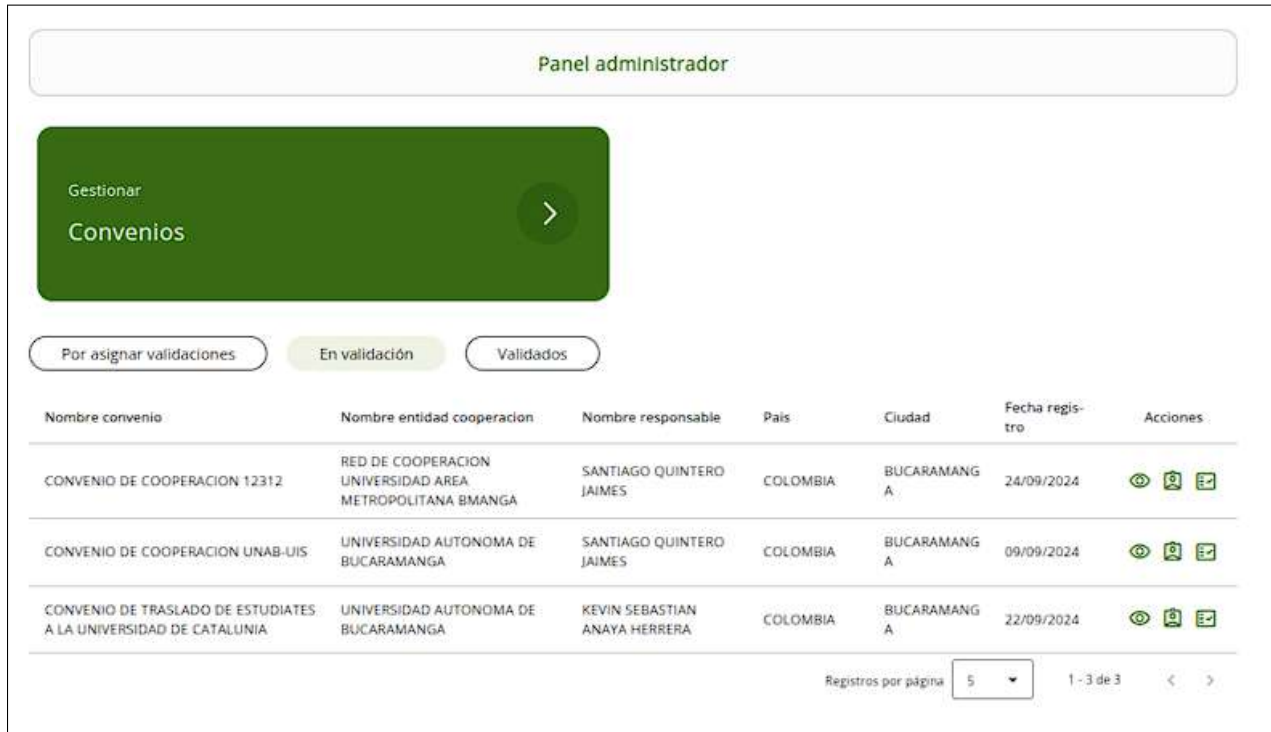 Panel administrador
Gestionar
Convenios
Por asignar validaciones
En validación
Validados
Nombre convenio
Nombre entidad cooperacion
Nombre responsable
Pais
Ciudad
Fecha regis-
tro
Acciones
CONVENIO DE COOPERACION 12312
RED DE COOPERACION
UNIVERSIDAD AREA
METROPOLITANA BMANGA
SANTIAGO QUINTERO
JAIMES
COLOMBIA
BUCARAMANG
A
24/09/2024
CONVENIO DE COOPERACION UNAB-UIS
UNIVERSIDAD AUTONOMA DE
BUCARAMANGA
SANTIAGO QUINTERO
JAIMES
COLOMBIA
BUCARAMANG
A
09/09/2024
CONVENIO DE TRASLADO DE ESTUDIATES
A LA UNIVERSIDAD DE CATALUNIA
UNIVERSIDAD AUTONOMA DE
BUCARAMANGA
KEVIN SEBASTIAN
ANAYA HERRERA
COLOMBIA
BUCARAMANG
A
22/09/2024
Registros por página
5
1 - 3 de 3